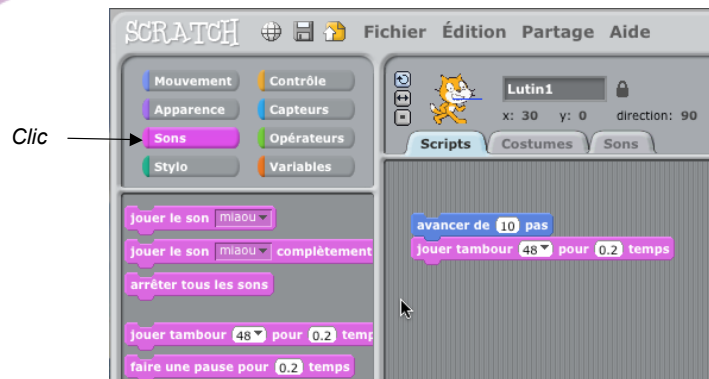 SCRATCH Fichier Édition Partage Aide
Mouvement Contrôle
Apparence Capteurs
Sons Opérateurs
Stylo Variables
Clic
Lutin1
x: 30 y: 0 direction: 90
Scripts Costumes Sons
jouer le son miaou
jouer le son miaou complètement
arrêter tous les sons
jouer tambour 48 pour 0.2 temp
faire une pause pour 0.2 temps
avancer de 10 pas
jouer tambour 48 pour 0.2 temps